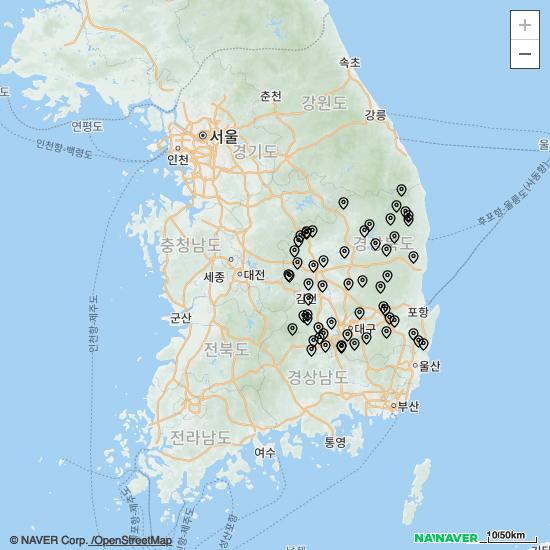 +
−
속초
춘천
강원도
강릉
도
연평도
서울
인천
경기도
인천항-백령도
울
후포항-울릉도(사동항)
충청남도
경상북도
세종
대전
인천항-제주도
군산
김천
포항
대구
전라북도
경상남도
울산
부산
전라남도
통영
여수
© NAVER Corp. /OpenStreetMap
NAVER
10/50km